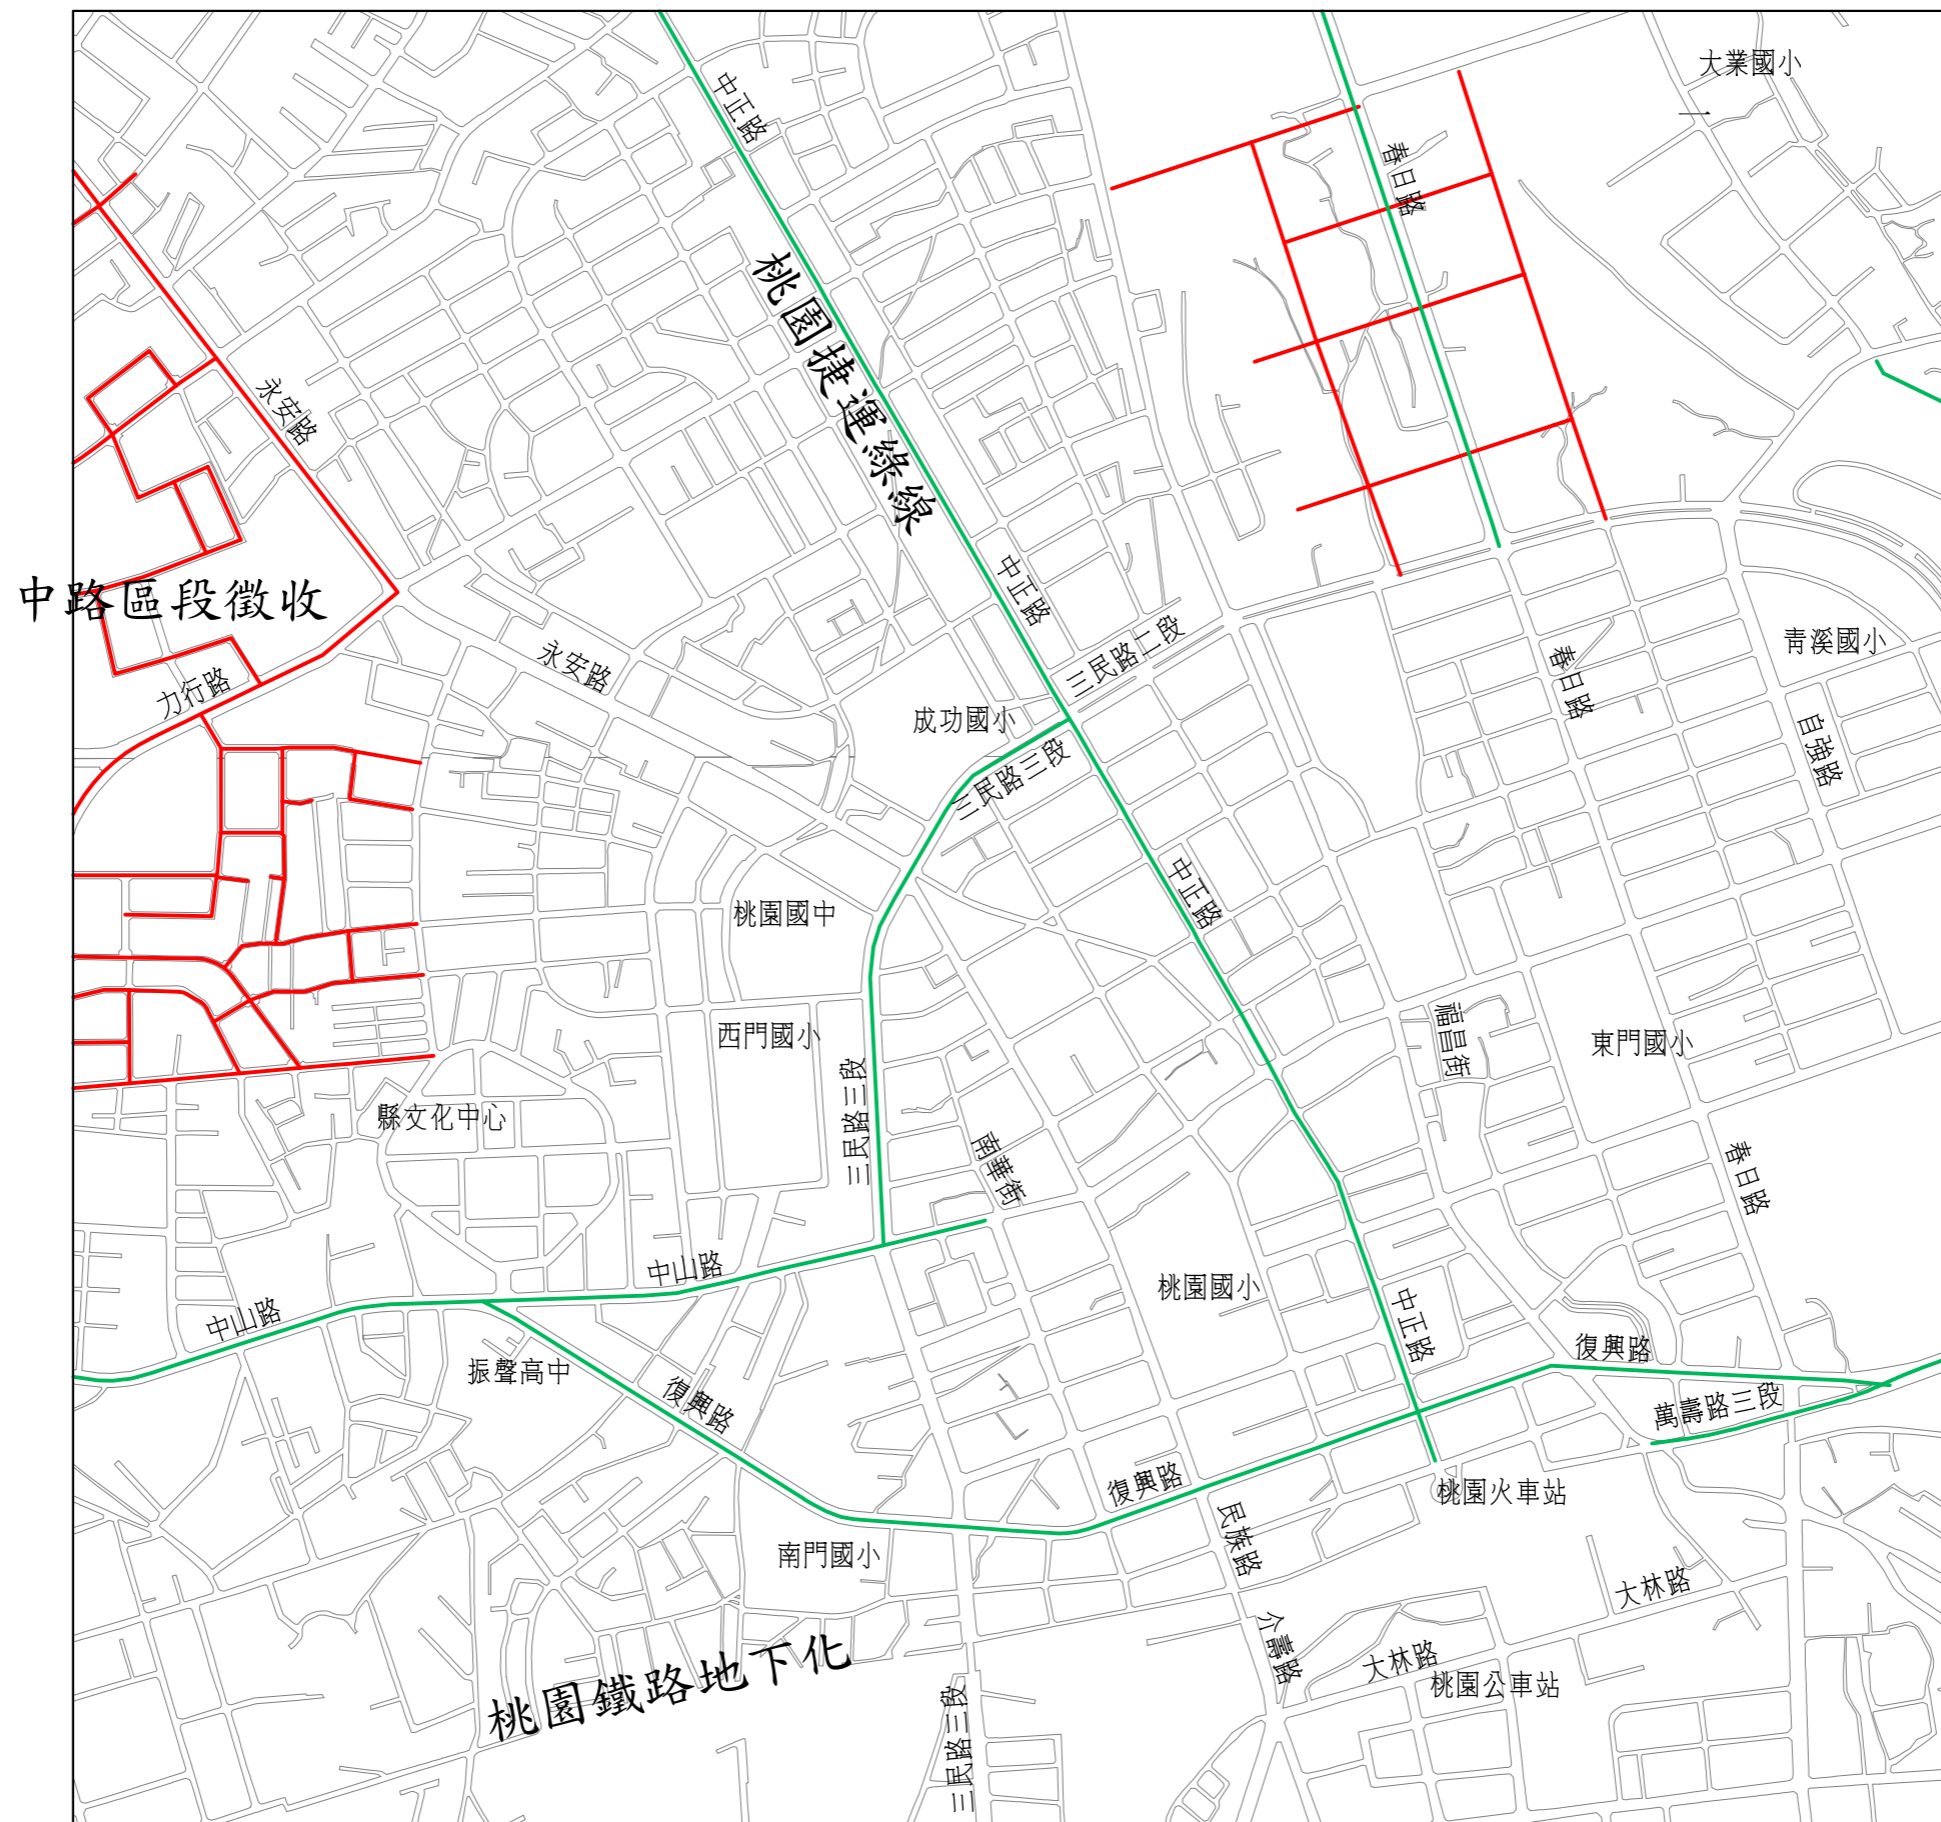 大業國小
一
中正路
春日路
桃園捷運綠線
永安路
中正路
中路區段徵收
三民路二段
永安路
青溪國小
春日路
力行路
成功國小
自強路
三民路三段
中正路
桃園國中
福昌街
西門國小
東門國小
三民路三段
縣文化中心
南華街
春日路
中山路
桃園國小
中山路
中正路
復興路
振聲高中
復興路
萬壽路三段
復興路
桃園火車站
民族路
南門國小
大林路
介壽路
桃園鐵路地下化
大林路
桃園公車站
三民路三段